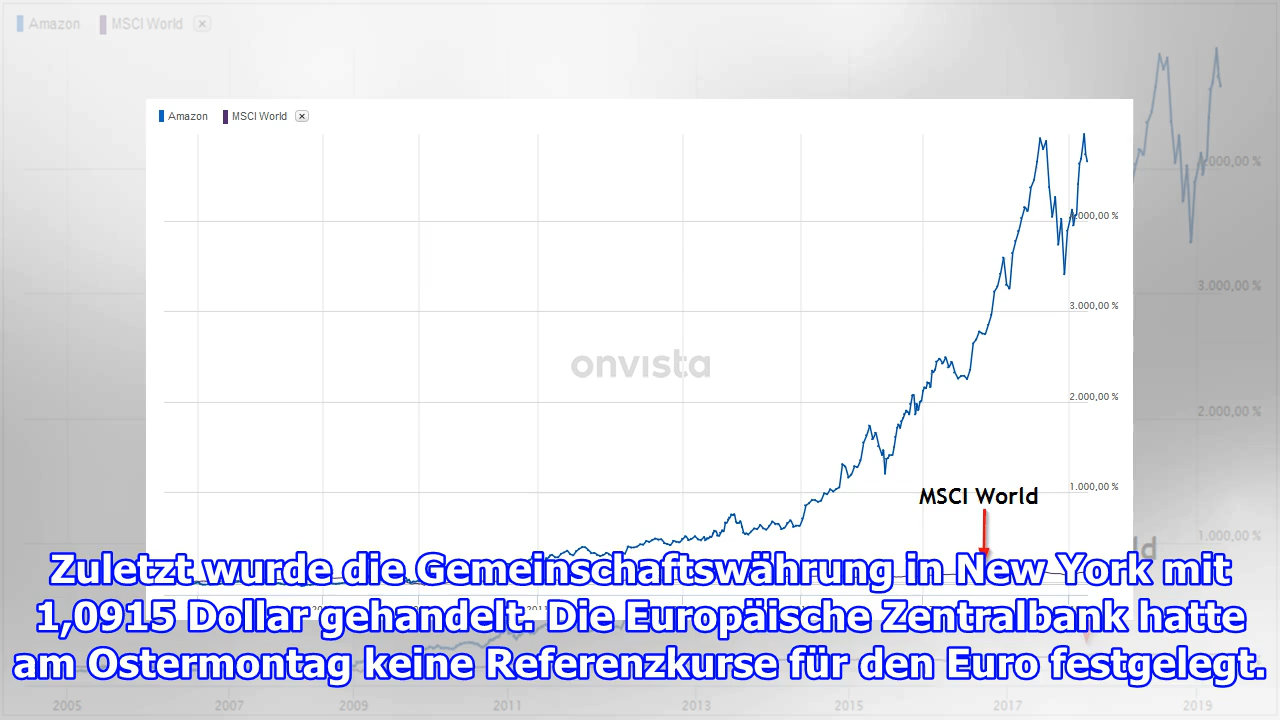 Amazon MSCI World
Amazon MSCI World
.000,00 %
.000,00 %
3.000,00 %
3.000,00 %
onvista
2.000,00 %
2.000,00 %
1.000,00 %
MSCI World
1.000,00 %
Zuletzt wurde die Gemeinschaftswährung in New York mit
1,0915 Dollar gehandelt. Die Europäische Zentralbank hatte
am Ostermontag keine Referenzkurse für den Euro festgelegt.
2005 2007 2009 2011 2013 2015 2017 2019